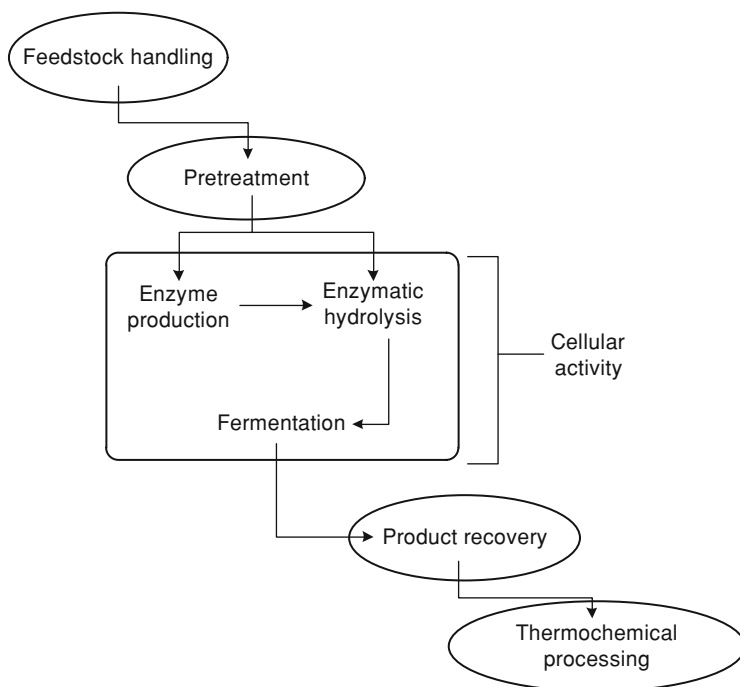 Feedstock handling
Pretreatment
Enzyme
production
Enzymatic
hydrolysis
Cellular
activity
Fermentation
Product recovery
Thermochemical
processing